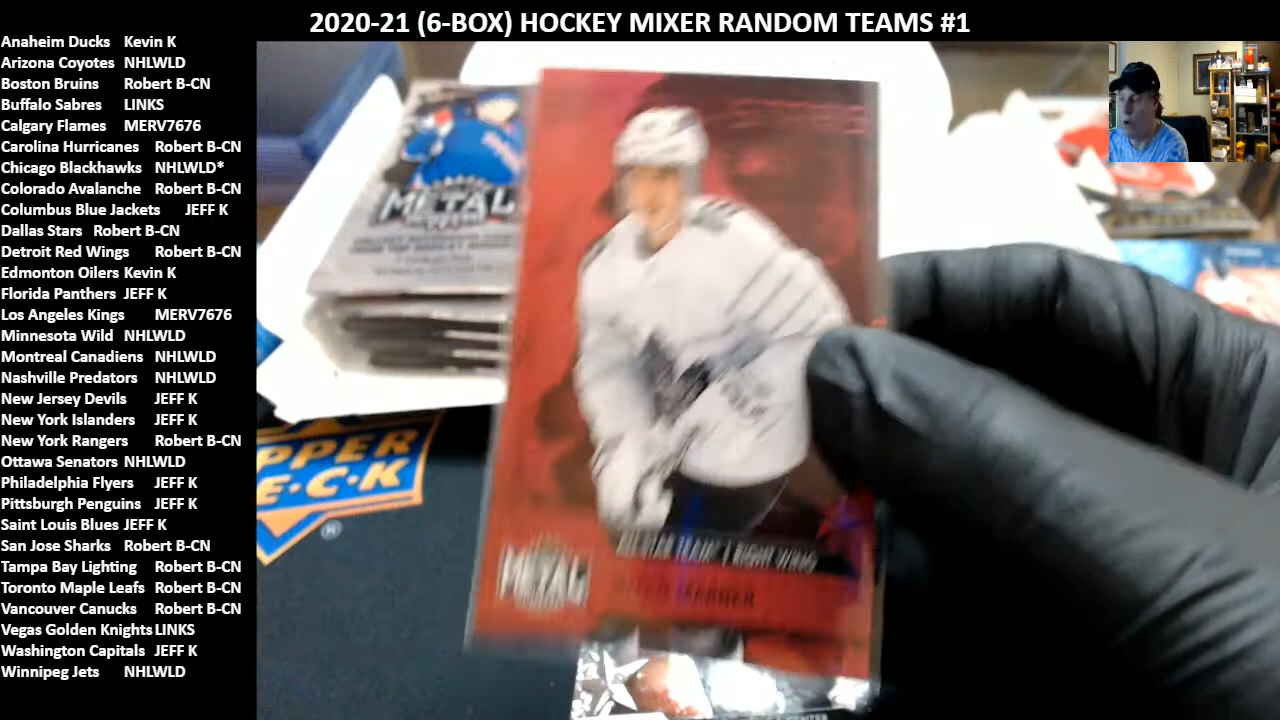 2020-21 (6-BOX) HOCKEY MIXER RANDOM TEAMS #1
Anaheim Ducks Kevin K
Arizona Coyotes NHLWLD
Boston Bruins Robert B-CN
Buffalo Sabres LINKS
Calgary Flames MERV7676
Carolina Hurricanes Robert B-CN
Chicago Blackhawks NHLWLD*
Colorado Avalanche Robert B-CN
Columbus Blue Jackets JEFF K
Dallas Stars Robert B-CN
Detroit Red Wings Robert B-CN
Edmonton Oilers Kevin K
Florida Panthers JEFF K
Los Angeles Kings MERV7676
Minnesota Wild NHLWLD
Montreal Canadiens NHLWLD
Nashville Predators NHLWLD
New Jersey Devils JEFF K
New York Islanders JEFF K
New York Rangers Robert B-CN
Ottawa Senators NHLWLD
Philadelphia Flyers JEFF K
Pittsburgh Penguins JEFF K
Saint Louis Blues JEFF K
San Jose Sharks Robert B-CN
Tampa Bay Lighting Robert B-CN
Toronto Maple Leafs Robert B-CN
Vancouver Canucks Robert B-CN
Vegas Golden Knights LINKS
Washington Capitals JEFF K
Winnipeg Jets NHLWLD
METAL
PPER
E•C•K
®
METAL
RIGHT WING
MARNER